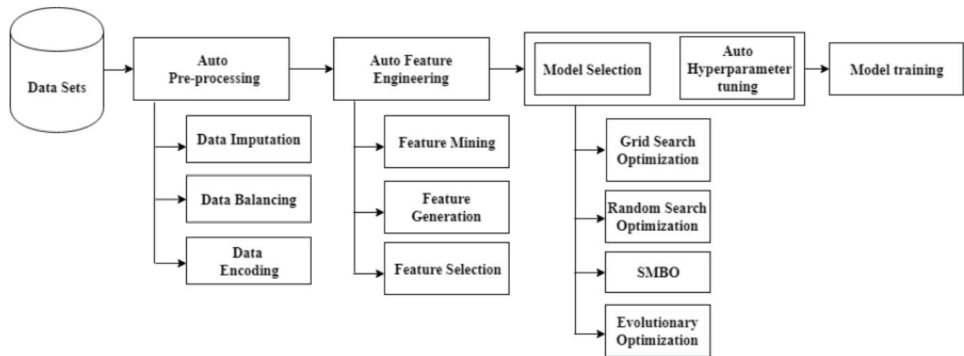 Data Sets
Auto
Pre-processing
Data Imputation
Data Balancing
Data
Encoding
Auto Feature
Engineering
Feature Mining
Feature
Generation
Feature Selection
Model Selection
Auto
Hyperparameter
tuning
Grid Search
Optimization
Random Search
Optimization
SMBO
Evolutionary
Optimization
Model training